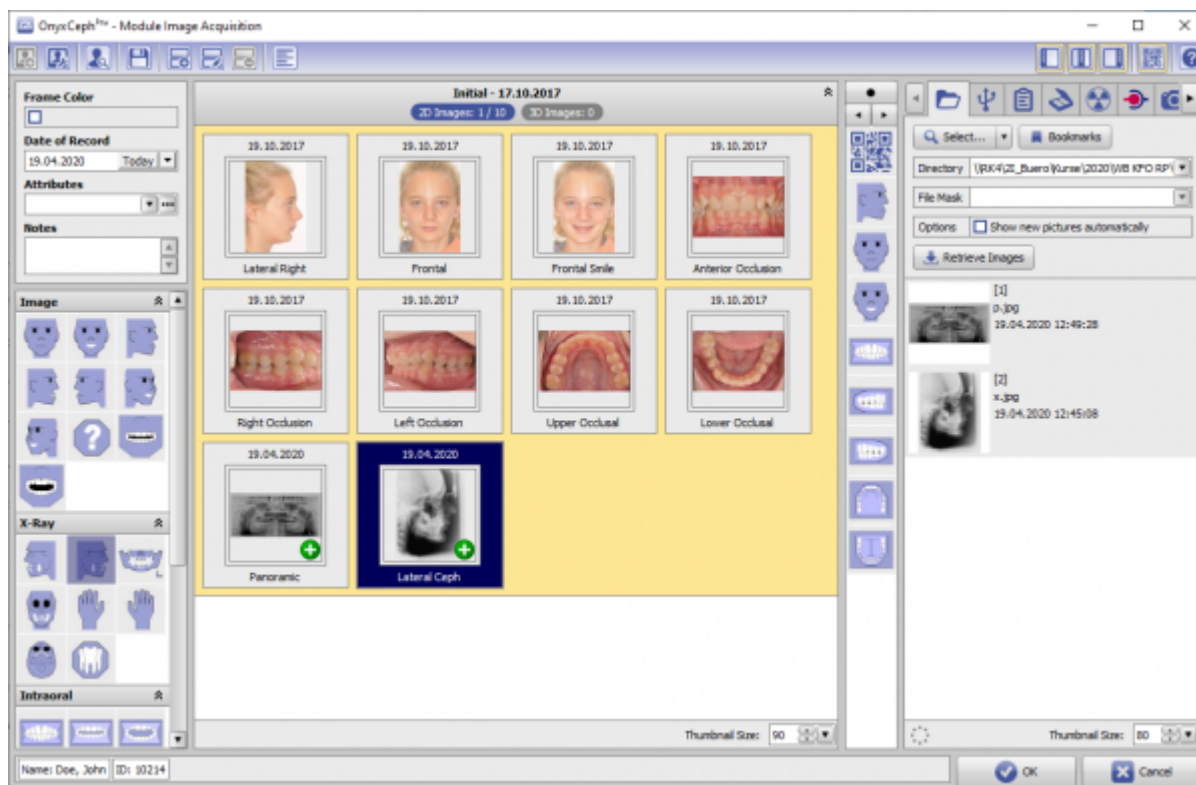 OnyxCeph³™ - Module Image Acquisition
Frame Color
Date of Record
19.04.2020 Today
Attributes
Notes
Image
X-Ray
L
Intraoral
Initial - 17.10.2017
2D Images: 1 / 10 3D Images: 0
19.10.2017 19.10.2017 19.10.2017 19.10.2017
Lateral Right Frontal Frontal Smile Anterior Occlusion
19.10.2017 19.10.2017 19.10.2017 19.10.2017
Right Occlusion Left Occlusion Upper Occlusal Lower Occlusal
19.04.2020 19.04.2020
Panoramic Lateral Ceph
Thumbnail Size: 90
Select... Bookmarks
Directory
File Mask
Options Show new pictures automatically
Retrieve Images
[1]
p.jpg
19.04.2020 12:49:28
[2]
x.jpg
19.04.2020 12:45:08
Thumbnail Size: 80
Name: Doe, John ID: 10214
OK Cancel